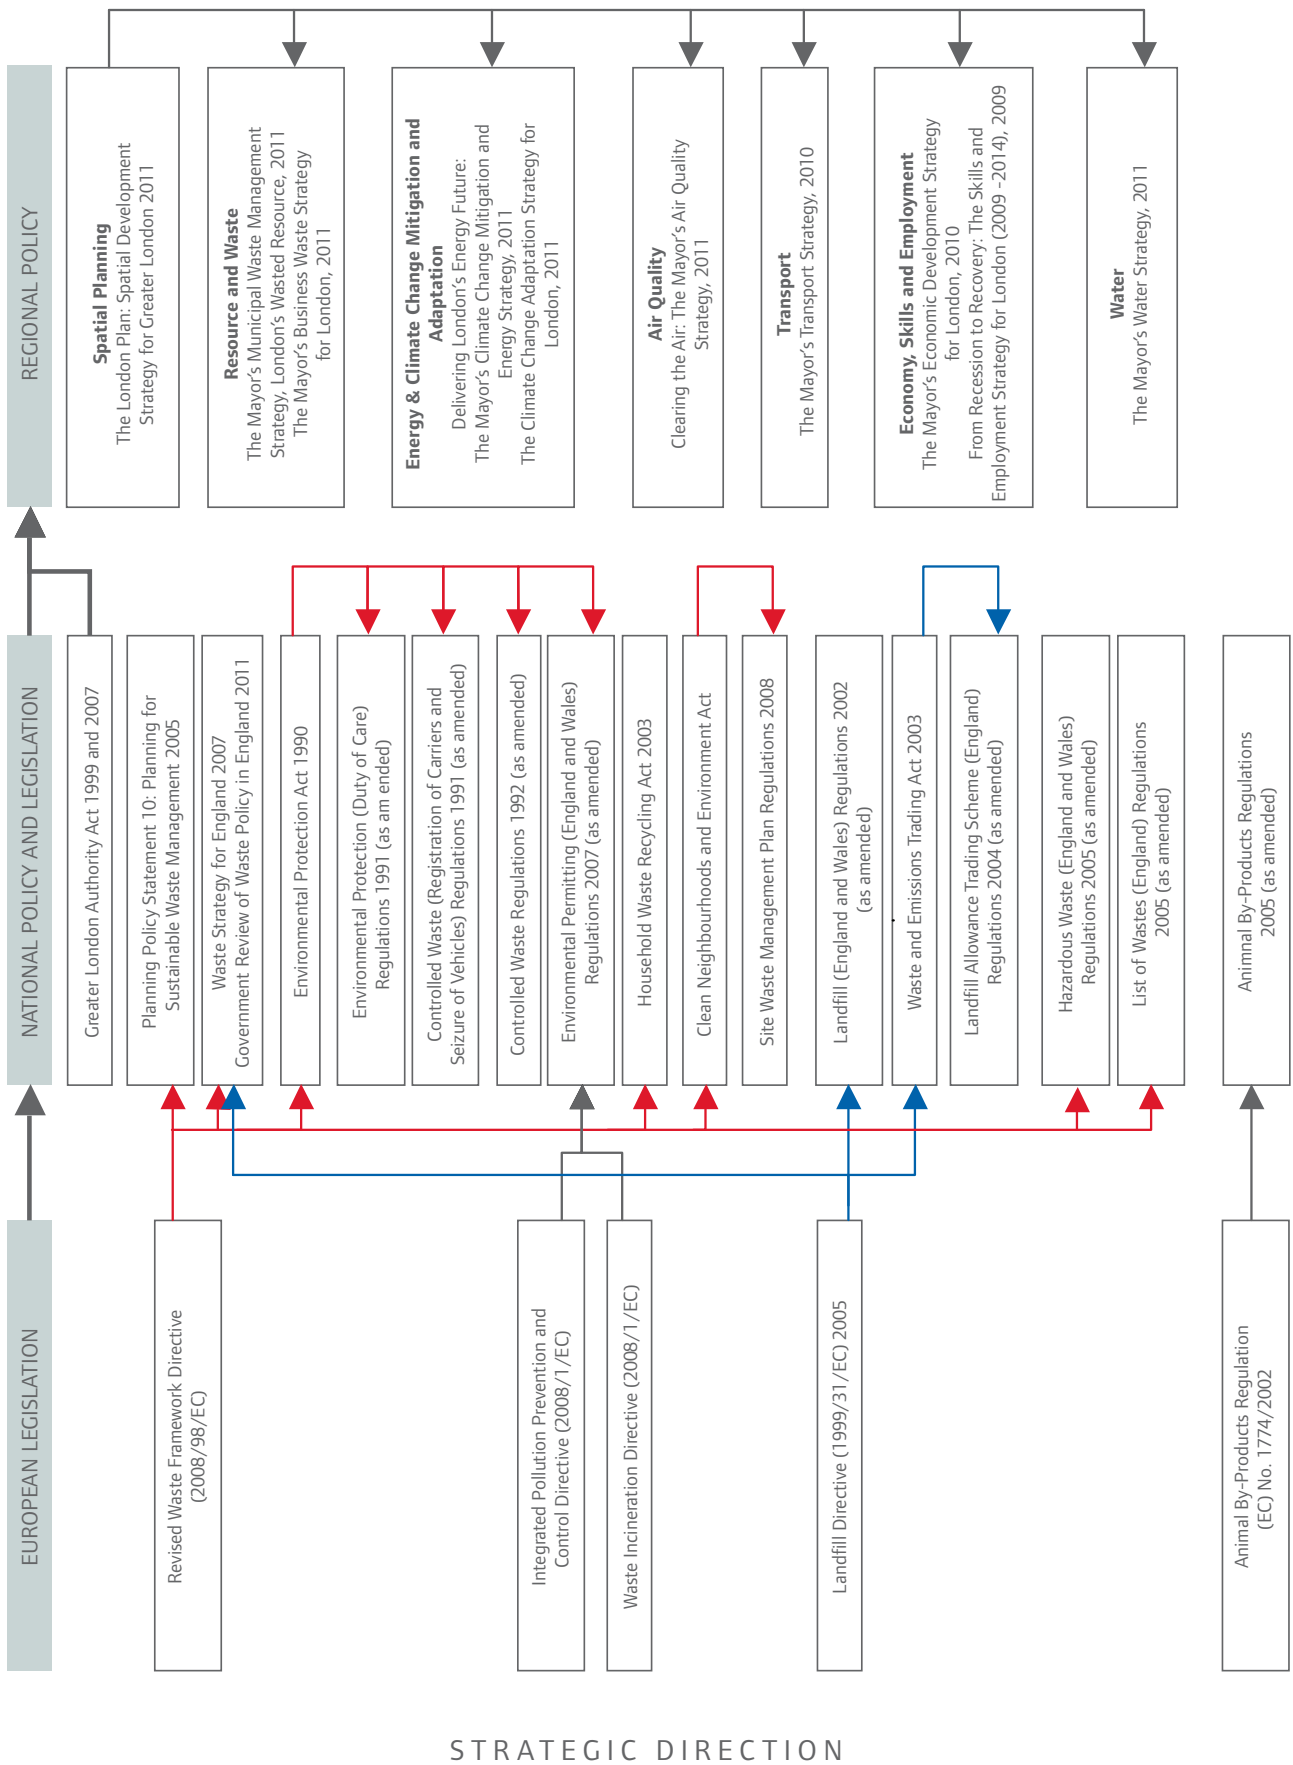 EUROPEAN LEGISLATION
Revised Waste Framework Directive
(2008/98/EC)
Integrated Pollution Prevention and
Control Directive (2008/1/EC)
Waste Incineration Directive (2008/1/EC)
Landfill Directive (1999/31/EC) 2005
Animal By-Products Regulation
(EC) No. 1774/2002
NATIONAL POLICY AND LEGISLATION
Greater London Authority Act 1999 and 2007
Planning Policy Statement 10: Planning for
Sustainable Waste Management 2005
Waste Strategy for England 2007
Government Review of Waste Policy in England 2011
Environmental Protection Act 1990
Environmental Protection (Duty of Care)
Regulations 1991 (as am ended)
Controlled Waste (Registration of Carriers and
Seizure of Vehicles) Regulations 1991 (as amended)
Controlled Waste Regulations 1992 (as amended)
Environmental Permitting (England and Wales)
Regulations 2007 (as amended)
Household Waste Recycling Act 2003
Clean Neighbourhoods and Environment Act
Site Waste Management Plan Regulations 2008
Landfill (England and Wales) Regulations 2002
(as amended)
Waste and Emissions Trading Act 2003
Landfill Allowance Trading Scheme (England)
Regulations 2004 (as amended)
Hazardous Waste (England and Wales)
Regulations 2005 (as amended)
List of Wastes (England) Regulations
2005 (as amended)
Animnal By-Products Regulations
2005 (as amended)
REGIONAL POLICY
Spatial Planning
The London Plan: Spatial Development
Strategy for Greater London 2011
Resource and Waste
The Mayor's Municipal Waste Management
Strategy, London's Wasted Resource, 2011
The Mayor's Business Waste Strategy
for London, 2011
Energy & Climate Change Mitigation and
Adaptation
Delivering London's Energy Future:
The Mayor's Climate Change Mitigation and
Energy Strategy, 2011
The Climate Change Adaptation Strategy for
London, 2011
Air Quality
Clearing the Air: The Mayor's Air Quality
Strategy, 2011
Transport
The Mayor's Transport Strategy, 2010
Economy, Skills and Employment
The Mayor's Economic Development Strategy
for London, 2010
From Recession to Recovery: The Skills and
Employment Strategy for London (2009 -2014), 2009
Water
The Mayor's Water Strategy, 2011
STRATEGIC DIRECTION